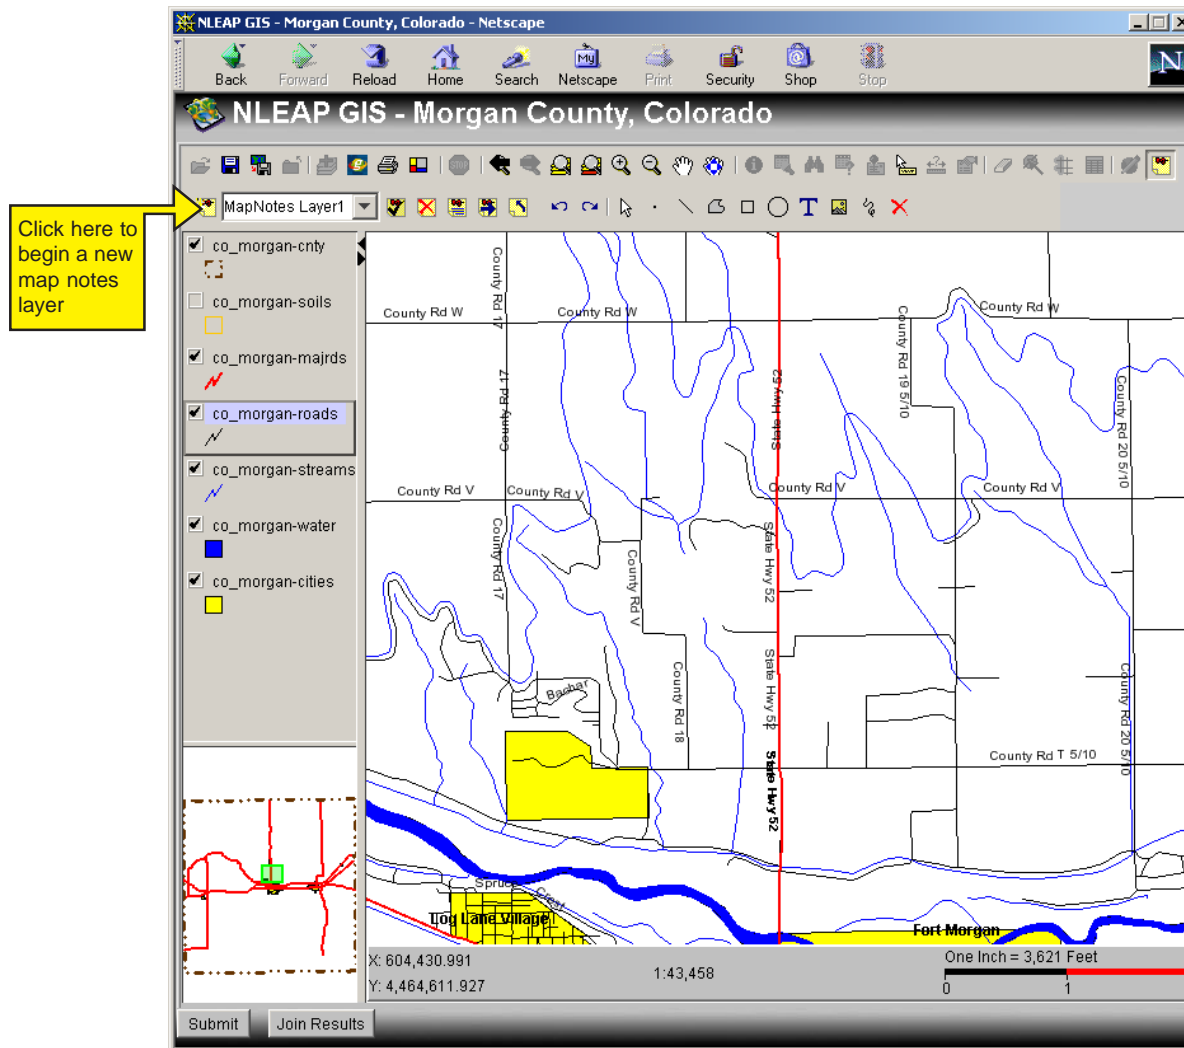 NLEAP GIS - Morgan County, Colorado - Netscape
Back Forward Reload Home Search Netscape Print Security Shop Stop
My
N
NLEAP GIS - Morgan County, Colorado
MapNotes Layer1
T
Click here to
begin a new
map notes
layer
co_morgan-cnty
co_morgan-soils
co_morgan-majrds
co_morgan-roads
co_morgan-streams
co_morgan-water
co_morgan-cities
County Rd 17
County Rd W
County Rd W
County Rd W
County Rd 19 5/10
County Rd 17
State Hwy 52
County Rd 20 5/10
County Rd V
County Rd V
County Rd V
County Rd V
County Rd 17
County Rd V
State Hwy 52
State Hwy 52
County Rd 18
County Rd 20 5/10
Bachar
County Rd T 5/10
State Hwy 52
Spruce
Crest
Log Lane Village
Fort Morgan
X: 604,430.991
Y: 4,464,611.927
1:43,458
One Inch = 3,621 Feet
0 1
Submit Join Results